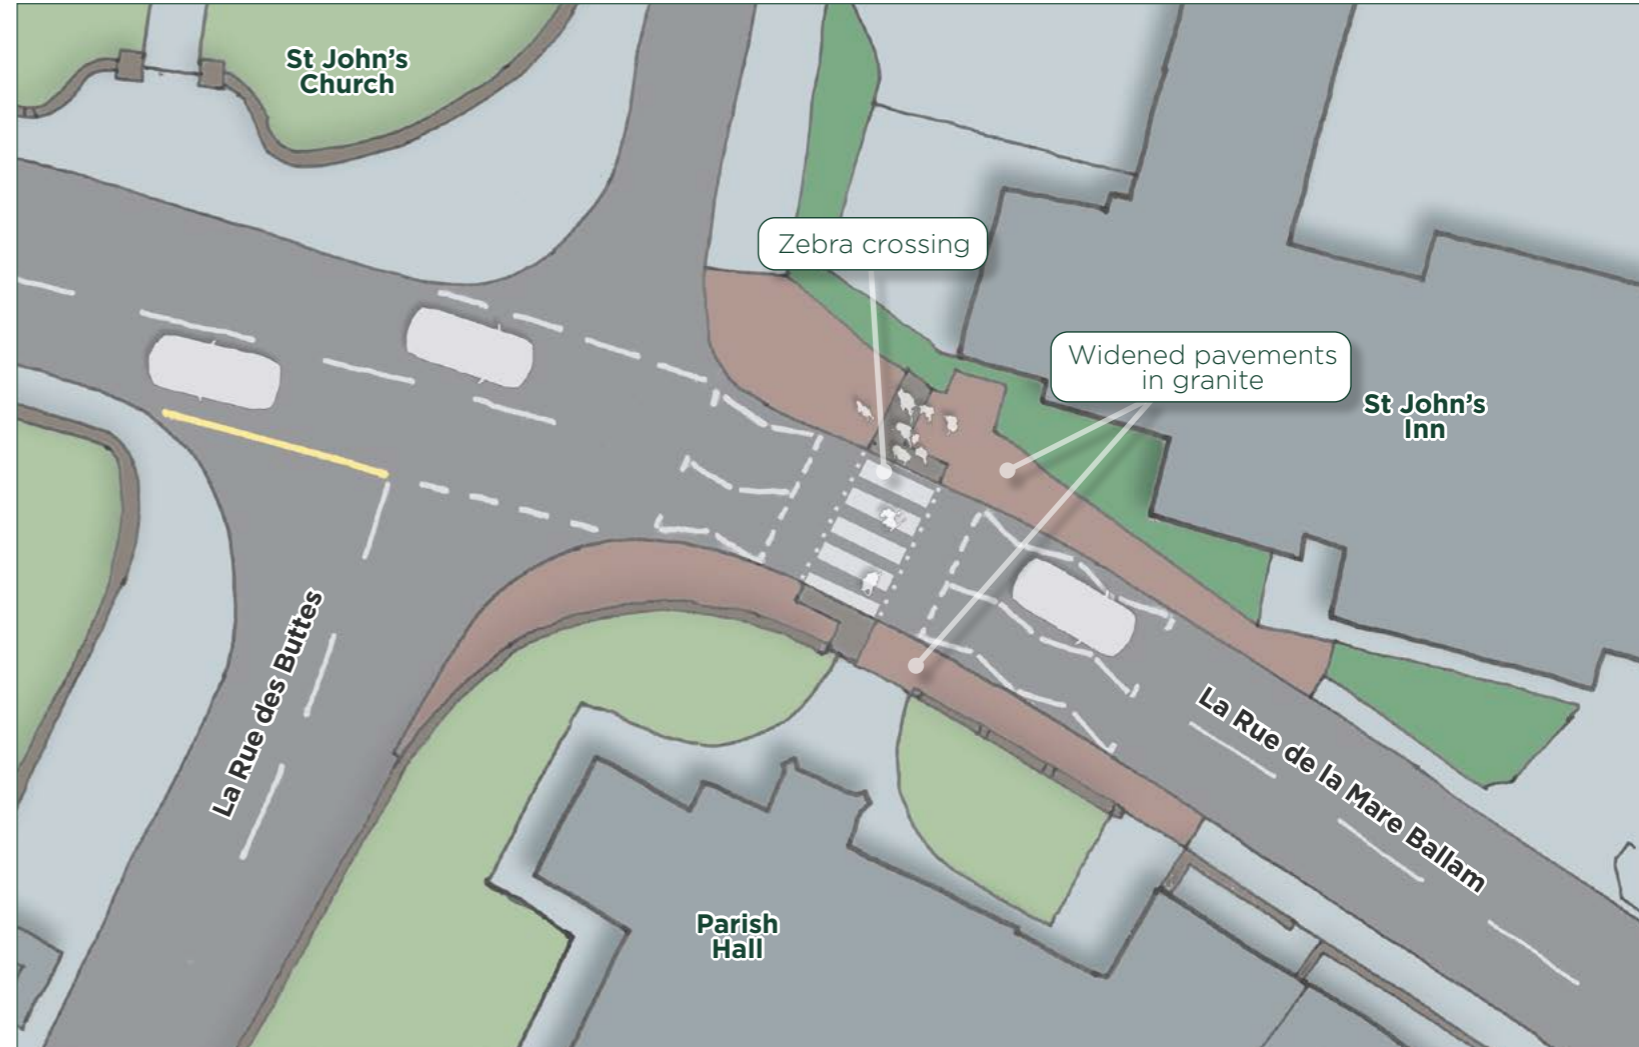 St John's
Church
Zebra crossing
Widened pavements
in granite
St John's
Inn
La Rue des Buttes
La Rue de la Mare Ballam
Parish
Hall